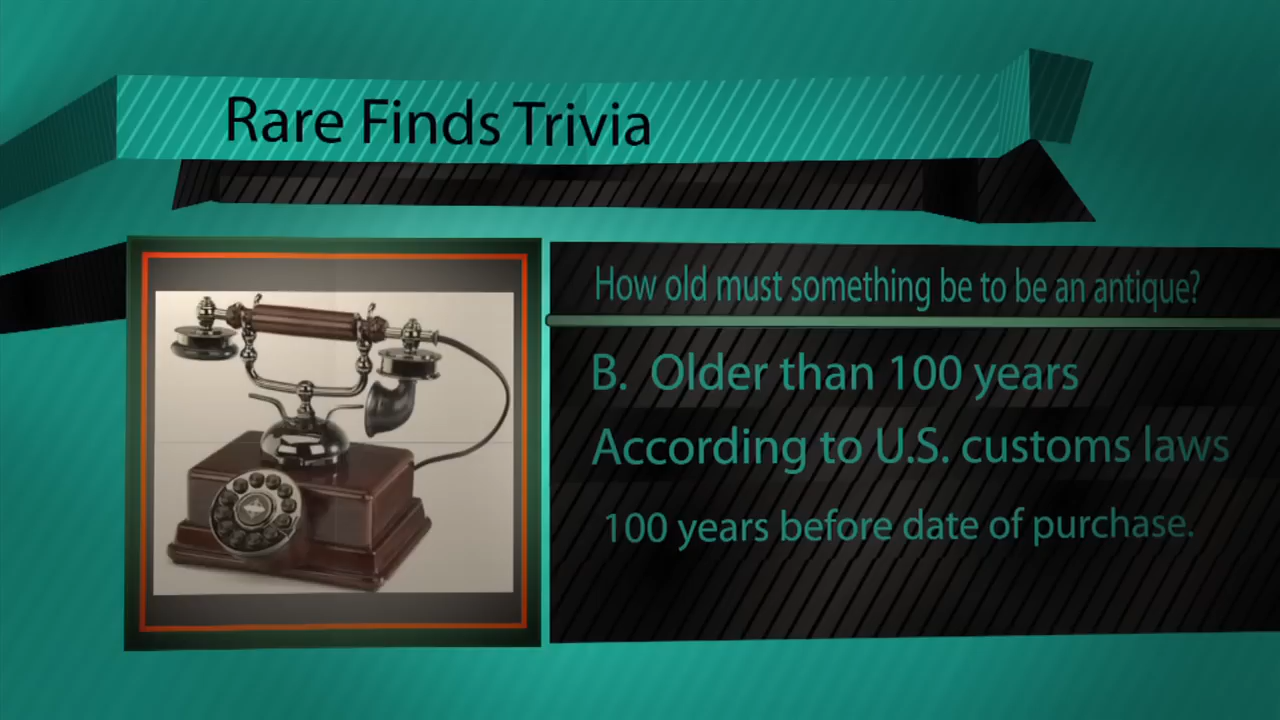 Rare Finds Trivia
How old must something be to be an antique?
B. Older than 100 years
According to U.S. customs laws
100 years before date of purchase.